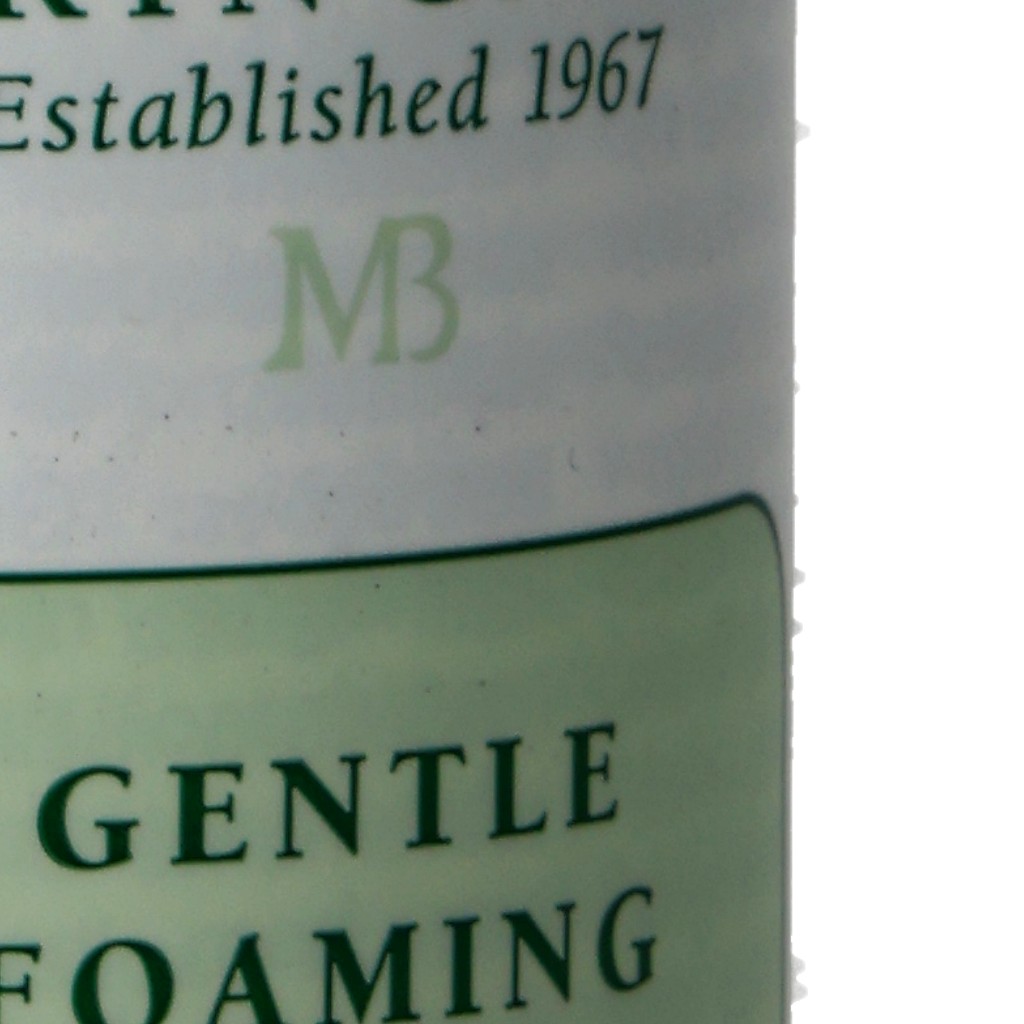 Established 1967
MB
GENTLE
FOAMING